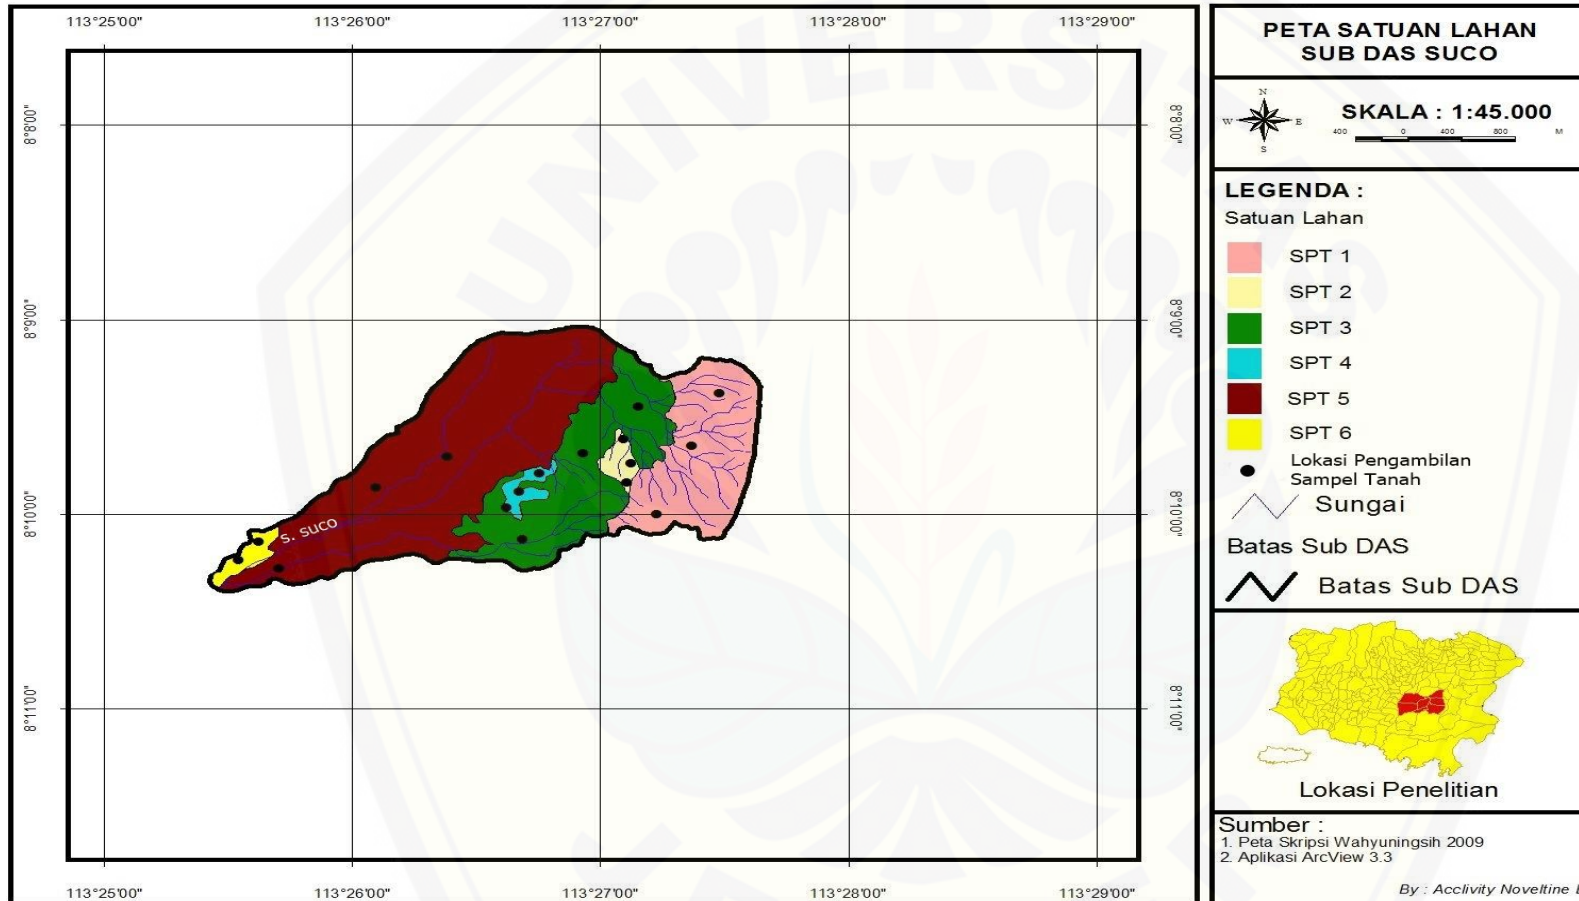 113°25'00" 113°26'00" 113°27'00" 113°28'00" 113°29'00"
8°8'00" 8°8'00"
8°9'00" 8°9'00"
8°10'00" 8°10'00"
8°11'00" 8°11'00"
s. suco
113°25'00" 113°26'00" 113°27'00" 113°28'00" 113°29'00"
PETA SATUAN LAHAN
SUB DAS SUCO
N
W E
S
SKALA : 1:45.000
400 0 400 800 M
LEGENDA :
Satuan Lahan
SPT 1
SPT 2
SPT 3
SPT 4
SPT 5
SPT 6
Lokasi Pengambilan
Sampel Tanah
Sungai
Batas Sub DAS
Batas Sub DAS
Lokasi Penelitian
Sumber :
1. Peta Skripsi Wahyuningsih 2009
2. Aplikasi ArcView 3.3
By : Acclivity Noveltine